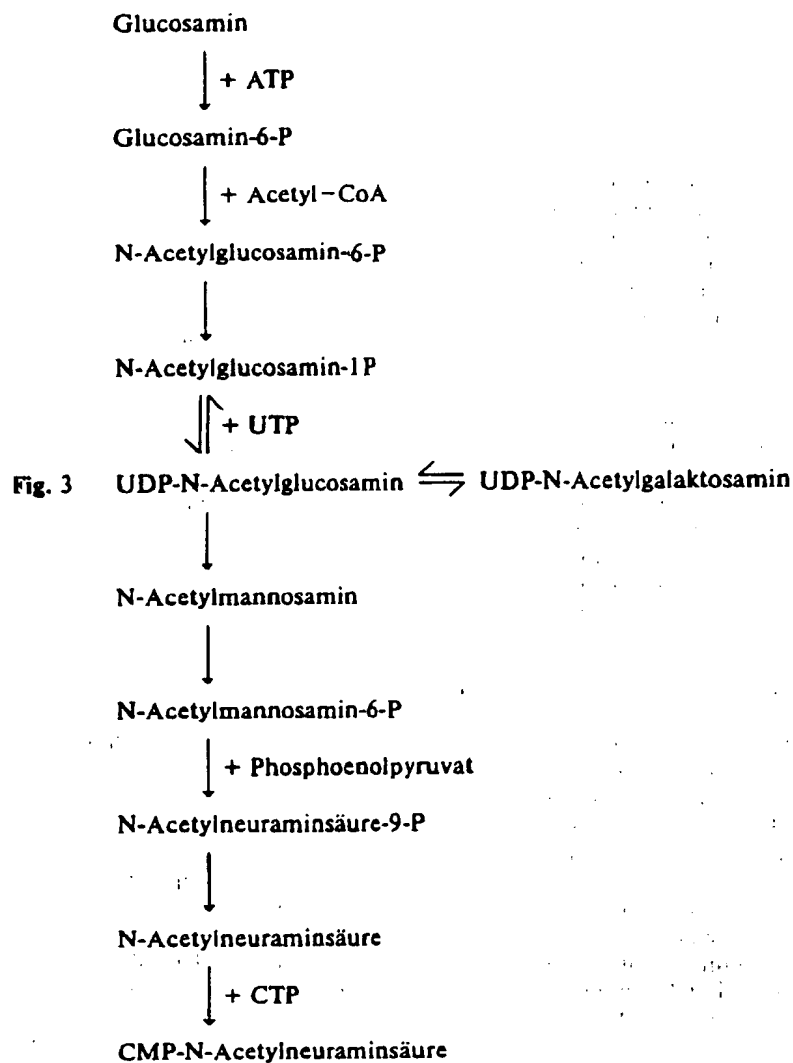 Glucosamin
+ ATP
Glucosamin-6-P
+ Acetyl-CoA
N-Acetylglucosamin-6-P
N-Acetylglucosamin-1P
+ UTP
Fig. 3 UDP-N-Acetylglucosamin UDP-N-Acetylgalaktosamin
N-Acetylmannosamin
N-Acetylmannosamin-6-P
+ Phosphoenolpyruvat
N-Acetylneuraminsäure-9-P
N-Acetylneuraminsäure
+ CTP
CMP-N-Acetylneuraminsäure